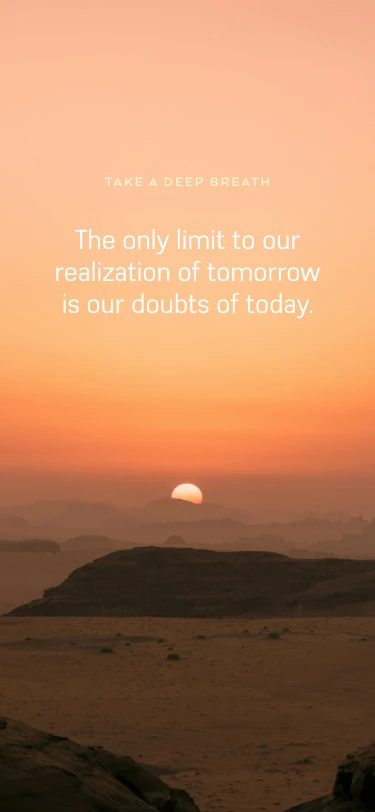 TAKE A DEEP BREATH
The only limit to our
realization of tomorrow
is our doubts of today.